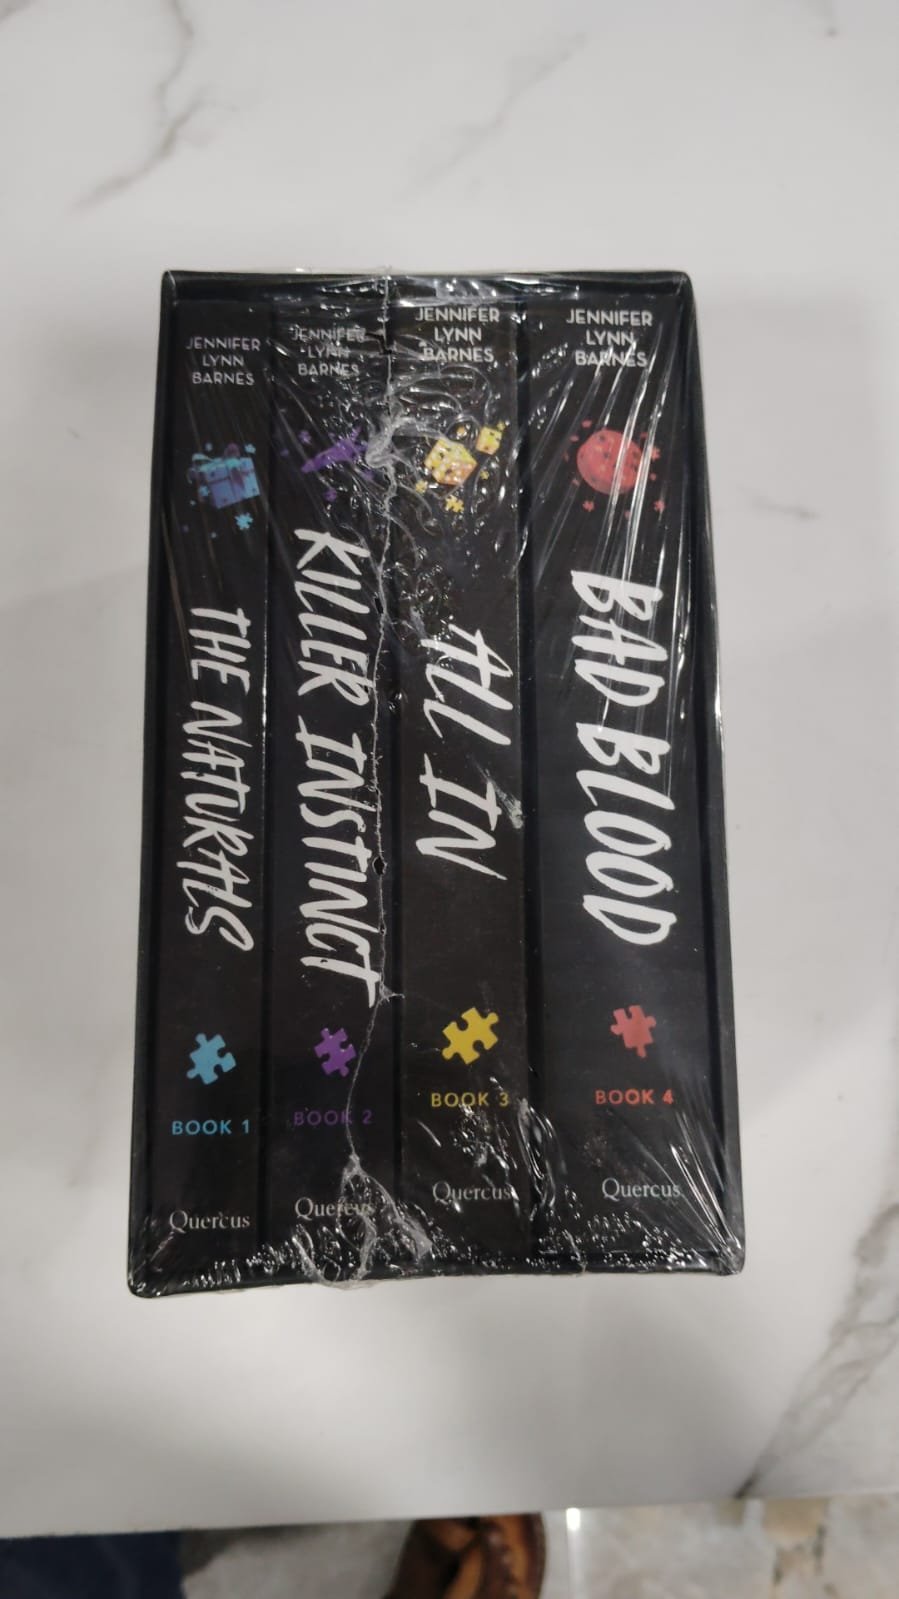 JENNIFER
LYNN
BARNES
THE NATURALS
BOOK 1
Quercus
JENNIFER
LYNN
BARNES
KILLER INSTINCT
BOOK 2
Quercus
JENNIFER
LYNN
BARNES
ALL IN
BOOK 3
Quercus
JENNIFER
LYNN
BARNES
BAD BLOOD
BOOK 4
Quercus